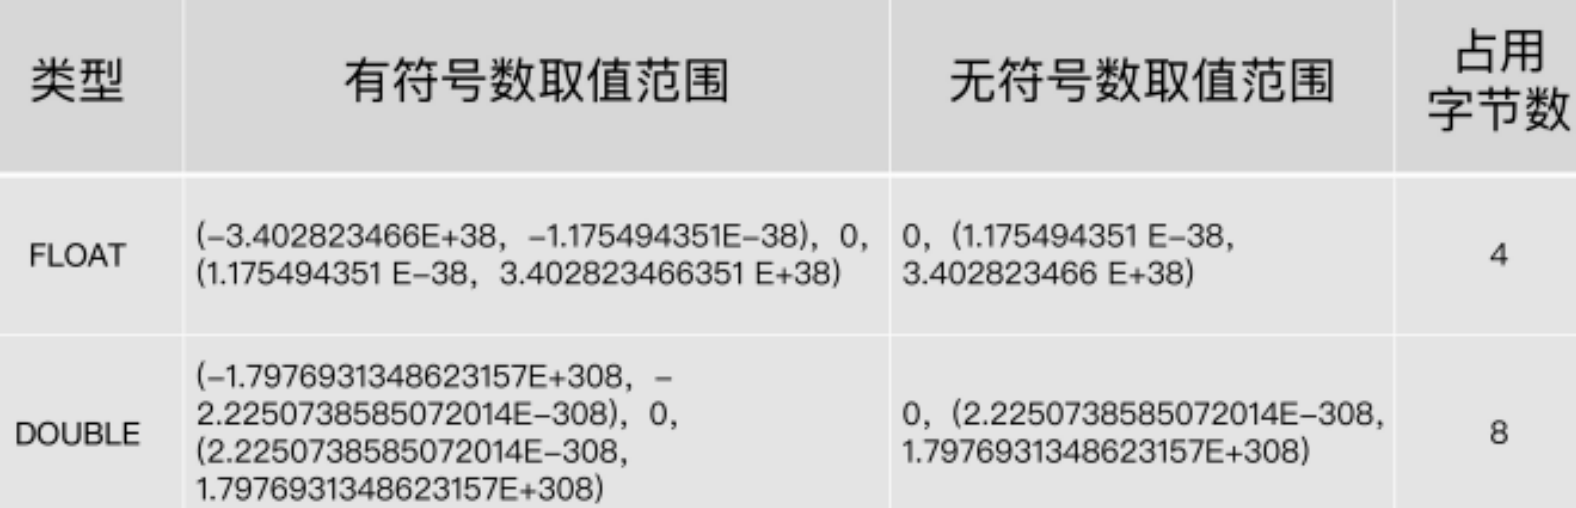 类型
有符号数取值范围
无符号数取值范围
占用
字节数
FLOAT
(-3.402823466E+38, -1.175494351E-38), 0,
(1.175494351 E-38, 3.402823466351 E+38)
0, (1.175494351 E-38,
3.402823466 E+38)
4
DOUBLE
(-1.7976931348623157E+308, -
2.2250738585072014E-308), 0,
(2.2250738585072014E-308,
1.7976931348623157E+308)
0, (2.2250738585072014E-308,
1.7976931348623157E+308)
8